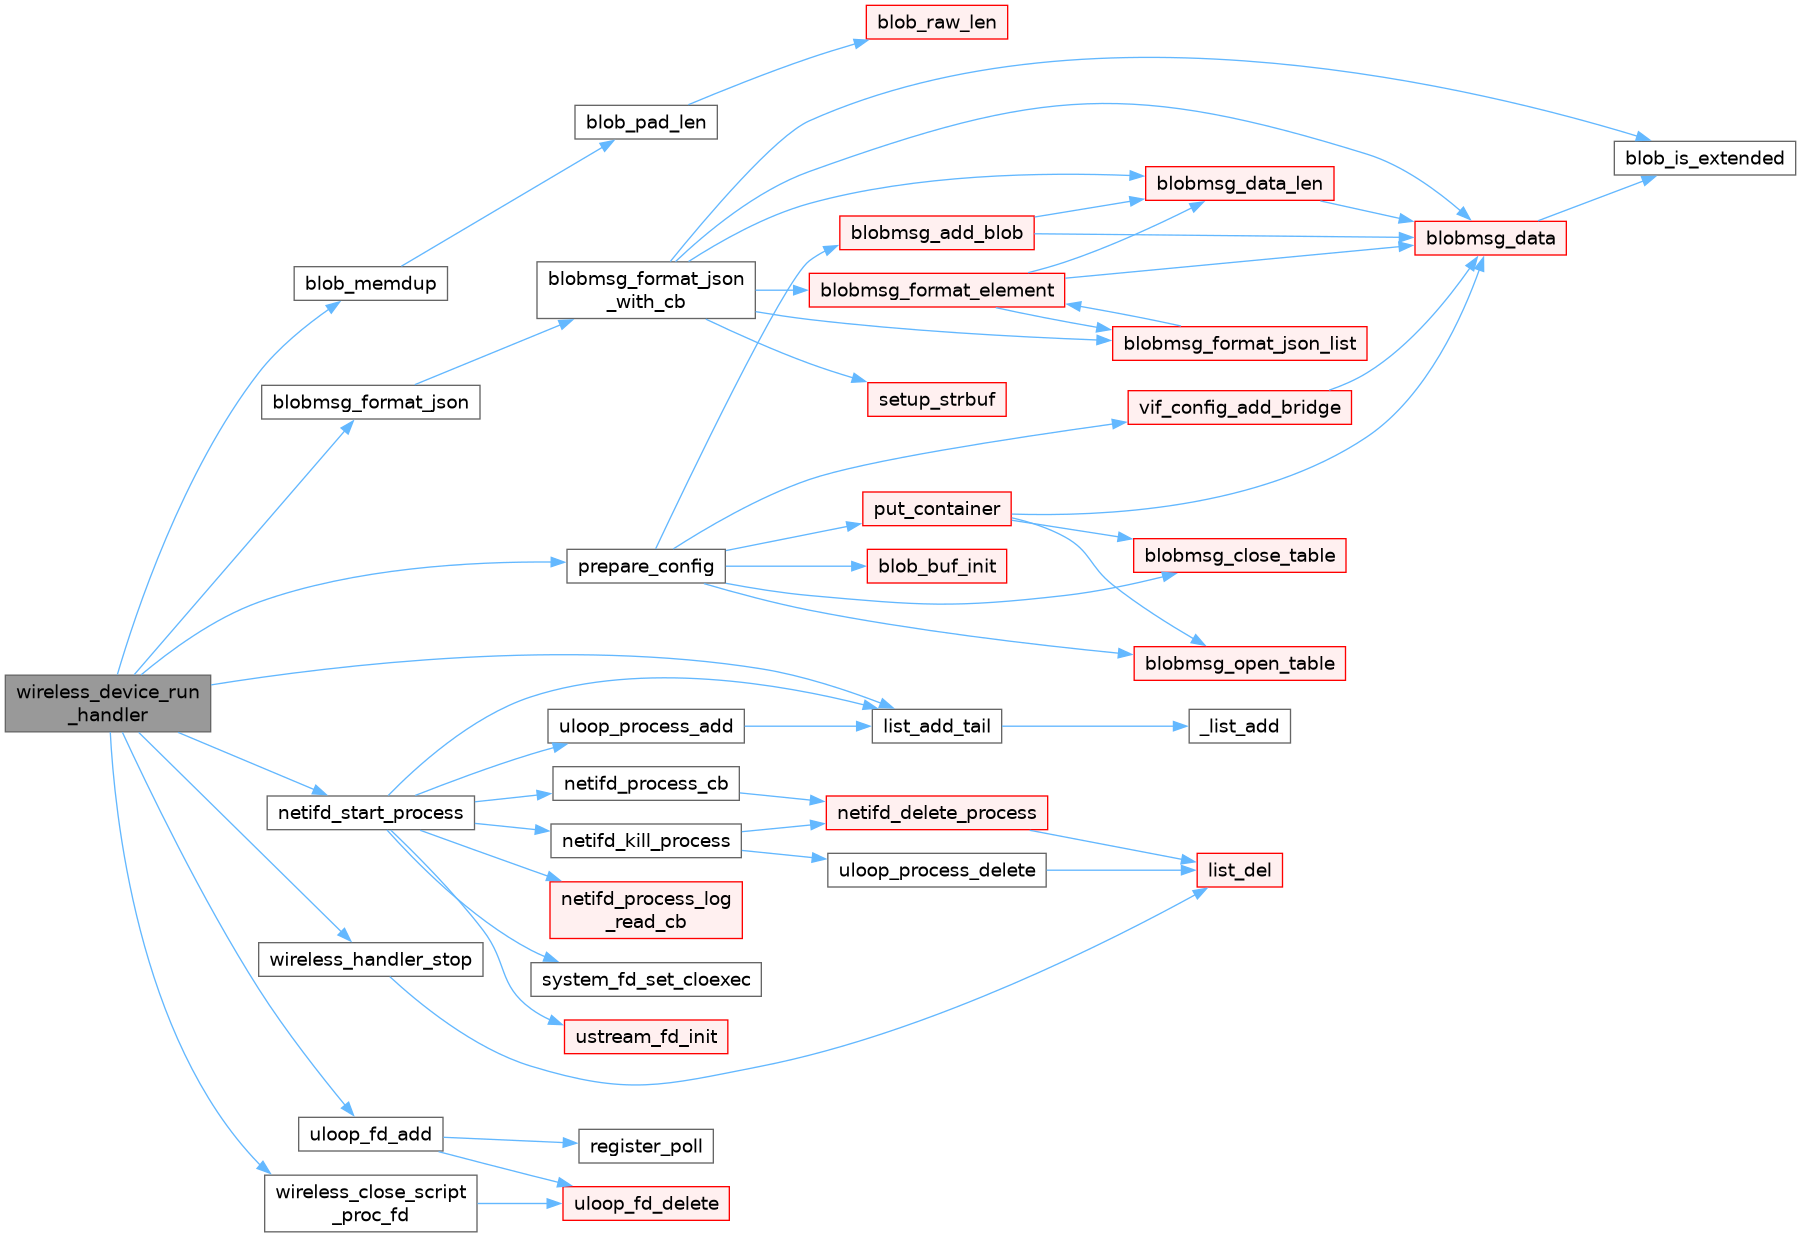 blob_raw_len
blob_pad_len
blob_is_extended
blobmsg_data_len
blobmsg_add_blob
blobmsg_data
blob_memdup
blobmsg_format_json
_with_cb
blobmsg_format_element
blobmsg_format_json_list
blobmsg_format_json
setup_strbuf
vif_config_add_bridge
put_container
blobmsg_close_table
prepare_config
blob_buf_init
blobmsg_open_table
wireless_device_run
_handler
uloop_process_add
list_add_tail
_list_add
netifd_process_cb
netifd_start_process
netifd_delete_process
netifd_kill_process
uloop_process_delete
list_del
netifd_process_log
_read_cb
wireless_handler_stop
system_fd_set_cloexec
ustream_fd_init
uloop_fd_add
register_poll
wireless_close_script
_proc_fd
uloop_fd_delete